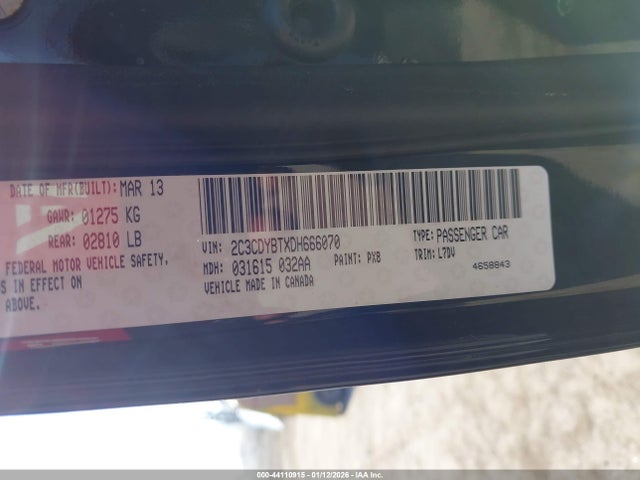 DATE OF MFR(BUILT): MAR 13
GAWR: 01275 KG
REAR: 02810 LB
FEDERAL MOTOR VEHICLE SAFETY.
S IN EFFECT ON
ABOVE.
VIN: 2C3CDYBTXDH666070
MDH: 031615 032AA
PAINT: PX8
VEHICLE MADE IN CANADA
TYPE: PASSENGER CAR
TRIM: L7DV
4658843
000-44110915 - 01/12/2026 - IAA Inc.